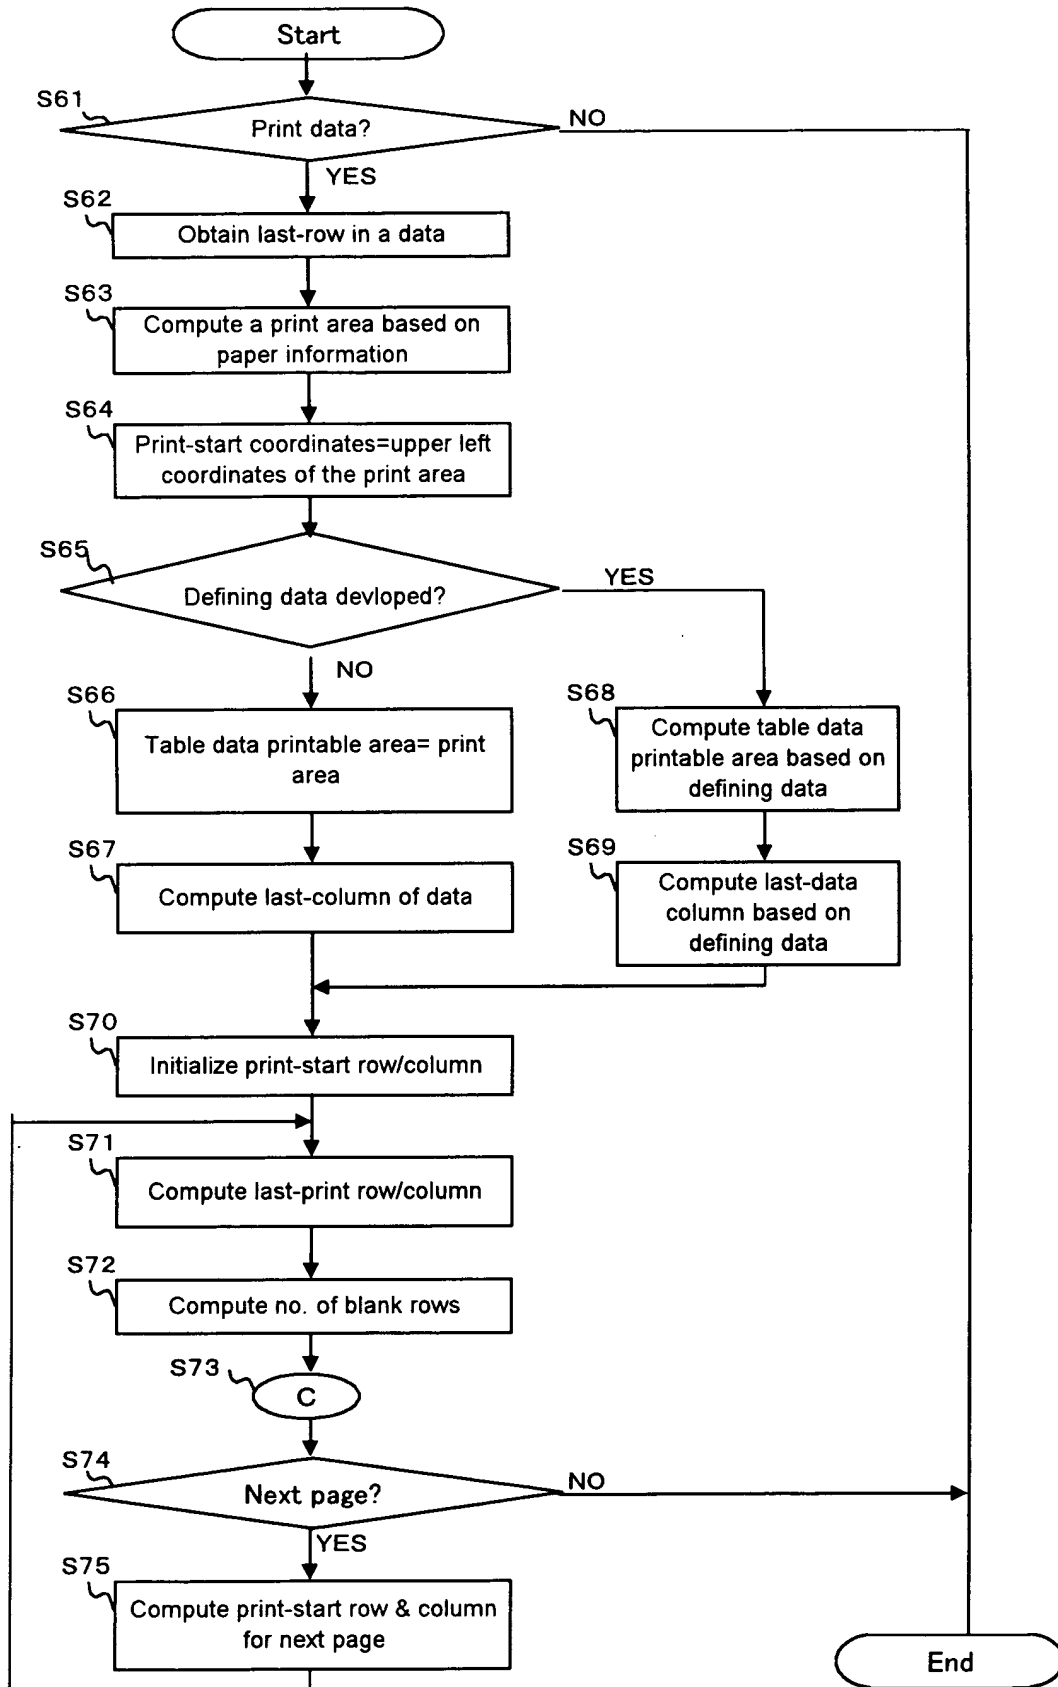 Start
S61
Print data?
NO
YES
S62
Obtain last-row in a data
S63
Compute a print area based on
paper information
S64
Print-start coordinates=upper left
coordinates of the print area
S65
Defining data devloped?
YES
NO
S66
Table data printable area= print
area
S68
Compute table data
printable area based on
defining data
S67
Compute last-column of data
S69
Compute last-data
column based on
defining data
S70
Initialize print-start row/column
S71
Compute last-print row/column
S72
Compute no. of blank rows
S73
C
S74
Next page?
NO
YES
S75
Compute print-start row & column
for next page
End